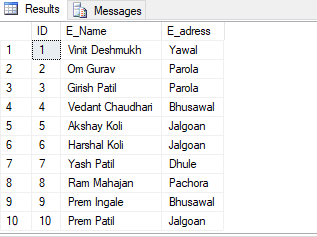 Results Messages
ID E_Name E_adress
1 1 Vinit Deshmukh Yawal
2 2 Om Gurav Parola
3 3 Girish Patil Parola
4 4 Vedant Chaudhari Bhusawal
5 5 Akshay Koli Jalgoan
6 6 Harshal Koli Jalgoan
7 7 Yash Patil Dhule
8 8 Ram Mahajan Pachora
9 9 Prem Ingale Bhusawal
10 10 Prem Patil Jalgoan